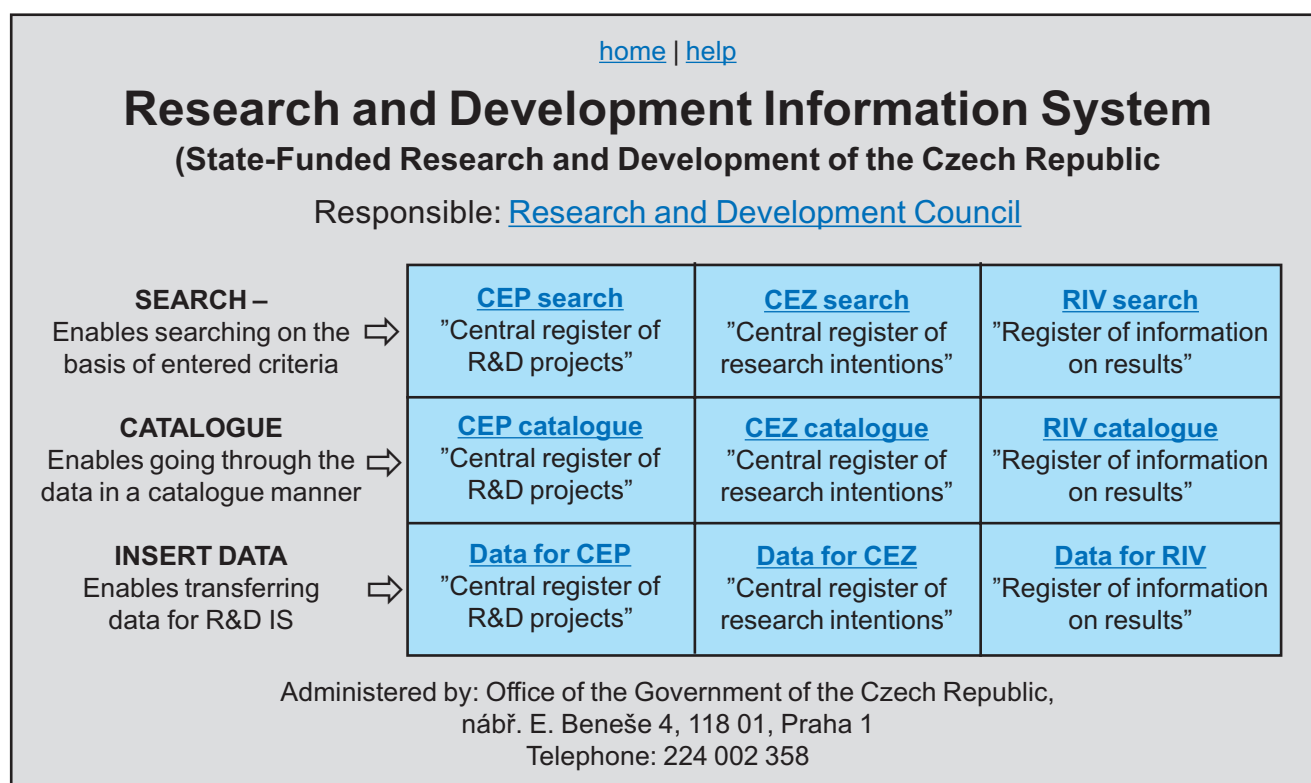 home | help
Research and Development Information System
(State-Funded Research and Development of the Czech Republic
Responsible: Research and Development Council
SEARCH –
Enables searching on the
basis of entered criteria
CEP search
”Central register of
R&D projects”
CEZ search
”Central register of
research intentions”
RIV search
”Register of information
on results”
CATALOGUE
Enables going through the
data in a catalogue manner
CEP catalogue
”Central register of
R&D projects”
CEZ catalogue
”Central register of
research intentions”
RIV catalogue
”Register of information
on results”
INSERT DATA
Enables transferring
data for R&D IS
Data for CEP
”Central register of
R&D projects”
Data for CEZ
”Central register of
research intentions”
Data for RIV
”Register of information
on results”
Administered by: Office of the Government of the Czech Republic,
nábř. E. Beneše 4, 118 01, Praha 1
Telephone: 224 002 358